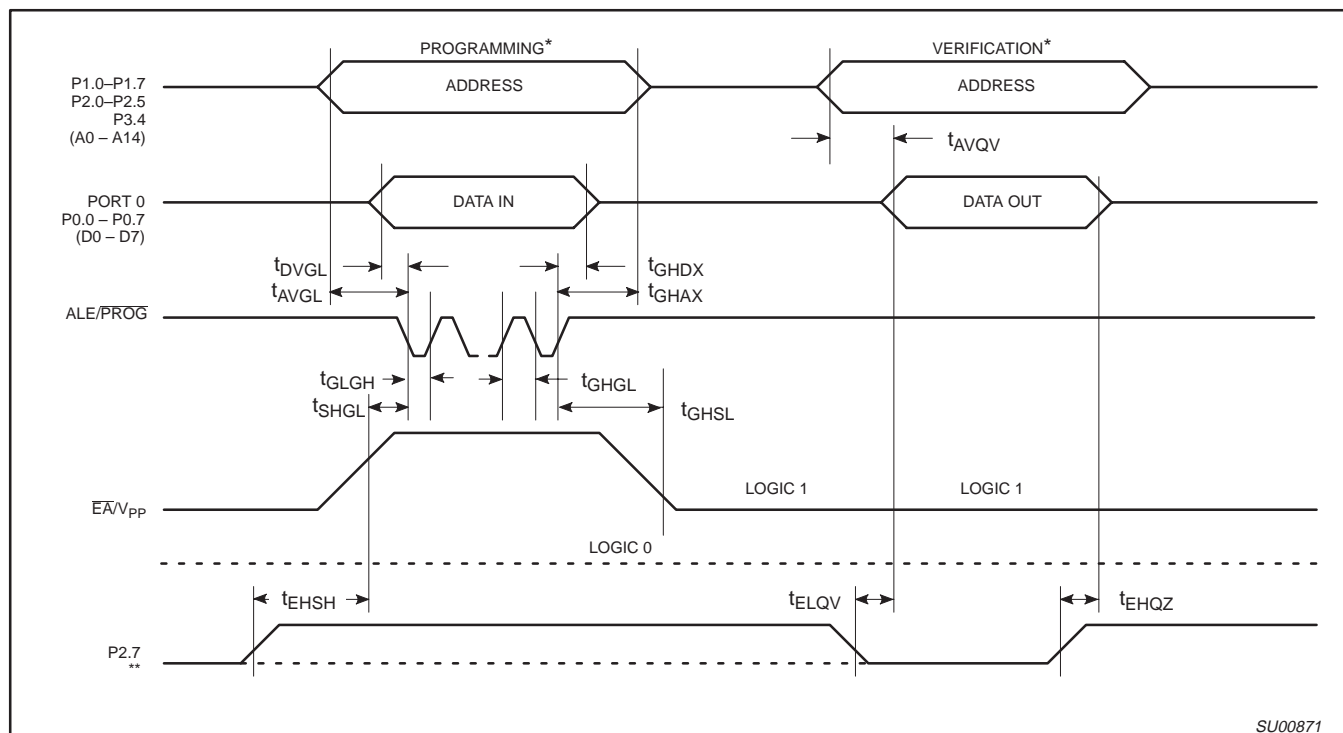 PROGRAMMING*
VERIFICATION*
P1.0–P1.7
P2.0–P2.5
P3.4
(A0 – A14)
ADDRESS
ADDRESS
tAVQV
PORT 0
P0.0 – P0.7
(D0 – D7)
DATA IN
DATA OUT
tDVGL
tGHDX
tAVGL
tGHAX
ALE/PROG
tGLGH
tGHGL
tSHGL
tGHSL
LOGIC 1
LOGIC 1
EA/VPP
LOGIC 0
tEHSH
tELQV
tEHQZ
P2.7
**
SU00871